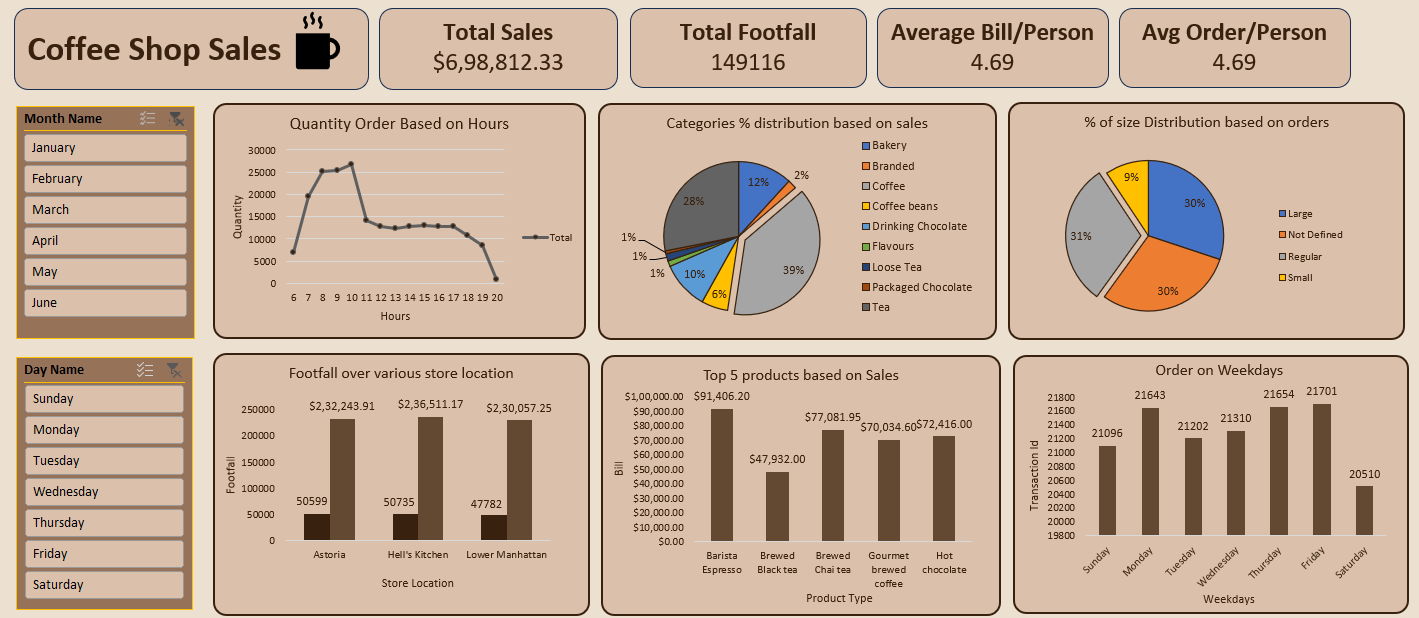 Coffee Shop Sales
Total Sales
$6,98,812.33
Total Footfall
149116
Average Bill/Person
4.69
Avg Order/Person
4.69
Month Name
January
February
March
April
May
June
Quantity Order Based on Hours
30000
25000
20000
15000
10000
5000
0
Quantity
6 7 8 9 10 11 12 13 14 15 16 17 18 19 20
Hours
Total
Categories % distribution based on sales
12%
2%
39%
6%
10%
1%
1%
1%
28%
Bakery
Branded
Coffee
Coffee beans
Drinking Chocolate
Flavours
Loose Tea
Packaged Chocolate
Tea
% of size Distribution based on orders
30%
30%
31%
9%
Large
Not Defined
Regular
Small
Day Name
Sunday
Monday
Tuesday
Wednesday
Thursday
Friday
Saturday
Footfall over various store location
250000
200000
150000
100000
50000
0
Footfall
$2,32,243.91
$2,36,511.17
$2,30,057.25
50599
50735
47782
Astoria
Hell's Kitchen
Lower Manhattan
Store Location
Top 5 products based on Sales
$1,00,000.00
$90,000.00
$80,000.00
$70,000.00
$60,000.00
$50,000.00
$40,000.00
$30,000.00
$20,000.00
$10,000.00
$0.00
Bill
$91,406.20
$47,932.00
$77,081.95
$70,034.60
$72,416.00
Barista
Espresso
Brewed
Black tea
Brewed
Chai tea
Gourmet
brewed
coffee
Hot
chocolate
Product Type
Order on Weekdays
21800
21600
21400
21200
21000
20800
20600
20400
20200
20000
19800
Transaction Id
21096
21643
21202
21310
21654
21701
20510
Sunday
Monday
Tuesday
Wednesday
Thursday
Friday
Saturday
Weekdays